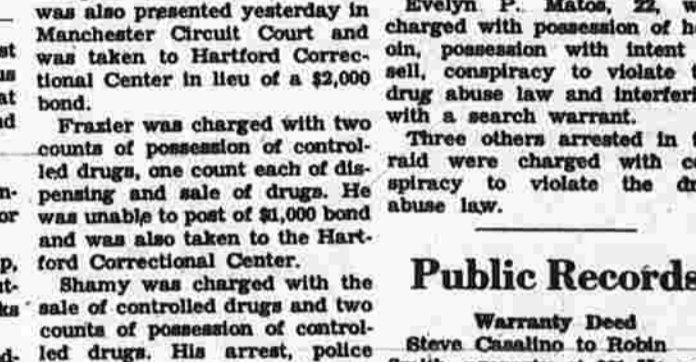 was also presented yesterday in
Manchester Circuit Court and
was taken to Hartford Correc-
tional Center in lieu of a $2,000
bond.
Frazier was charged with two
counts of possession of control-
led drugs, one count each of dis-
pensing and sale of drugs. He
was unable to post of $1,000 bond
and was also taken to the Hart-
ford Correctional Center.
Shamy was charged with the
sale of controlled drugs and two
counts of possession of control-
led drugs. His arrest, police
Evelyn P. Matos, 22,
charged with possession of
oin, possession with intent
sell, conspiracy to violate
drug abuse law and
with a search warrant.
Three others arrested in
raid were charged with
spiracy to violate the
abuse law.
Public Records
Warranty Deed
Steve Casalino to Robin